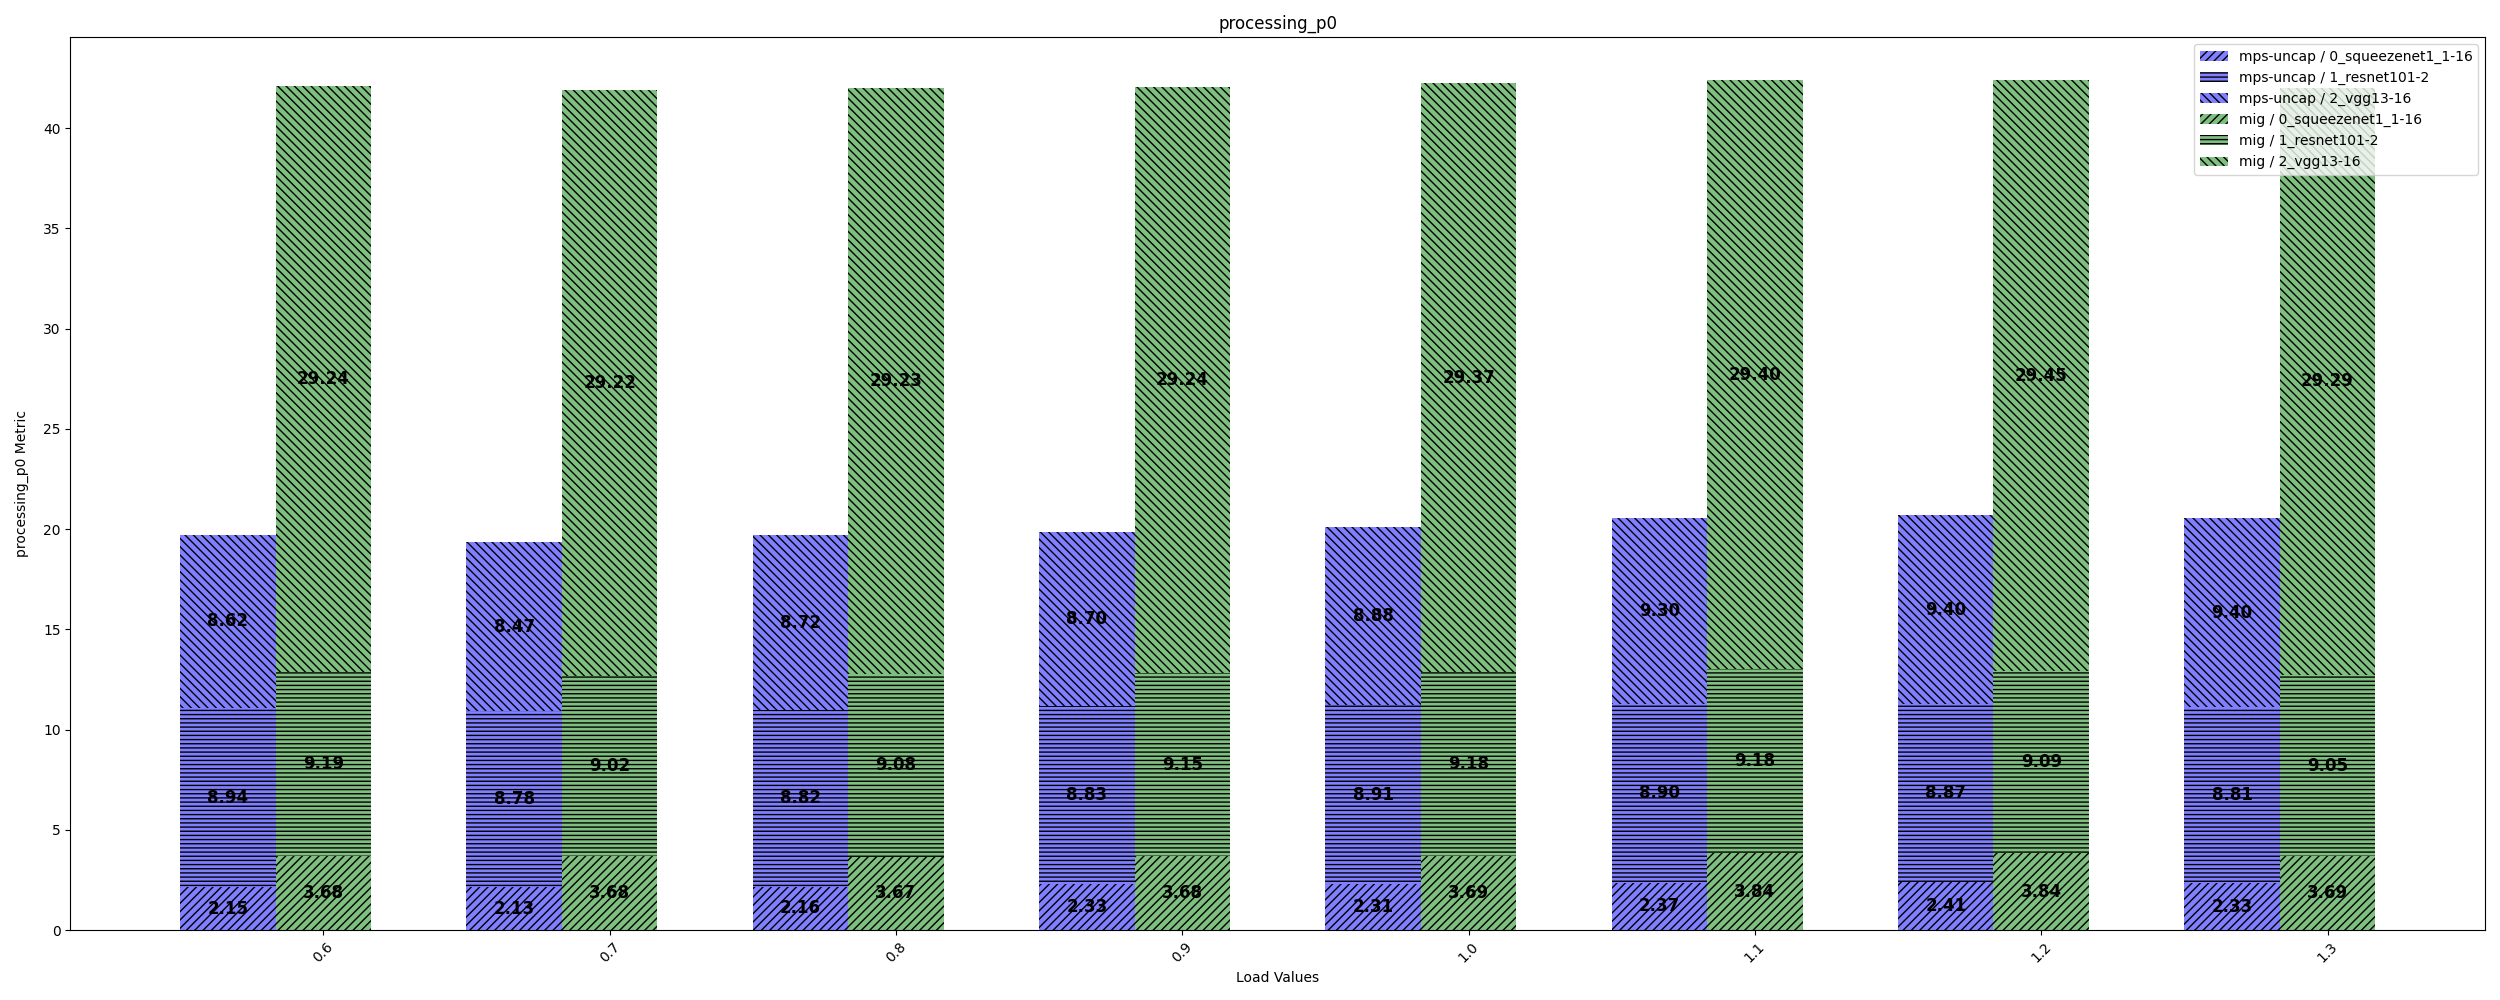 processing_p0
mps-uncap / 0_squeezenet1_1-16
mps-uncap / 1_resnet101-2
mps-uncap / 2_vgg13-16
mig / 0_squeezenet1_1-16
mig / 1_resnet101-2
mig / 2_vgg13-16
processing_p0 Metric
40
35
30
25
20
15
10
5
0
29.24 29.22 29.23 29.24 29.37 29.40 29.45 29.29
8.62 8.47 8.72 8.70 8.88 9.30 9.40 9.40
9.19 9.02 9.08 9.15 9.18 9.18 9.09 9.05
8.94 8.78 8.82 8.83 8.91 8.90 8.87 8.81
3.68 3.68 3.67 3.68 3.69 3.84 3.84 3.69
2.15 2.13 2.16 2.33 2.31 2.37 2.41 2.33
0.6 0.7 0.8 0.9 1.0 1.1 1.2 1.3
Load Values